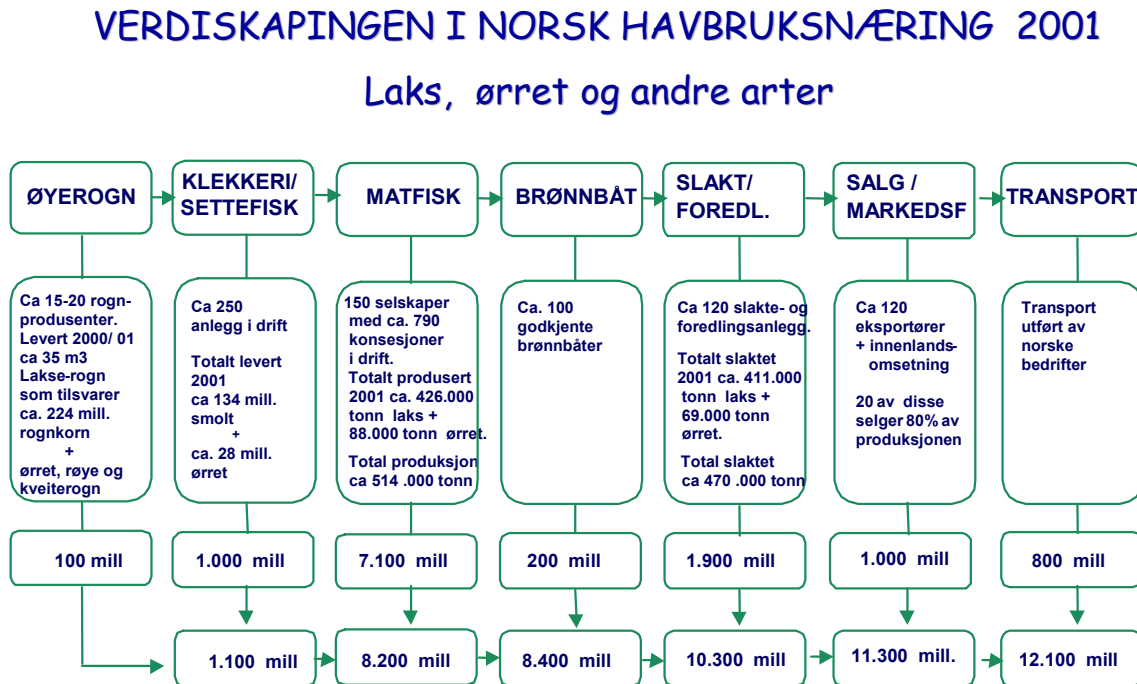 VERDISKAPINGEN I NORSK HAVBRUKSNÆRING 2001
Laks, ørret og andre arter
ØYEROGN
KLEKKERI/
SETTEFISK
MATFISK
BRØNNBÅT
SLAKT/
FOREDL.
SALG /
MARKEDSF
TRANSPORT
Ca 15-20 rogn-
produsenter.
Levert 2000/ 01
ca 35 m3
Lakse-rogn
som tilsvarer
ca. 224 mill.
rognkorn
+
ørret, røye og
kveiterogn
Ca 250
anlegg i drift
Totalt levert
2001
ca 134 mill.
smolt
+
ca. 28 mill.
ørret
150 selskaper
med ca. 790
konsesjoner
i drift.
Totalt produsert
2001 ca. 426.000
tonn laks +
88.000 tonn ørret.
Total produksjon
ca 514 .000 tonn
Ca. 100
godkjente
brønnbåter
Ca 120 slakte- og
foredlingsanlegg.
Totalt slaktet
2001 ca. 411.000
tonn laks +
69.000 tonn
ørret.
Total slaktet
ca 470 .000 tonn
Ca 120
eksportører
+ innenlands-
omsetning
20 av disse
selger 80% av
produksjonen
Transport
utført av
norske
bedrifter
100 mill
1.000 mill
7.100 mill
200 mill
1.900 mill
1.000 mill
800 mill
1.100 mill
8.200 mill
8.400 mill
10.300 mill
11.300 mill.
12.100 mill